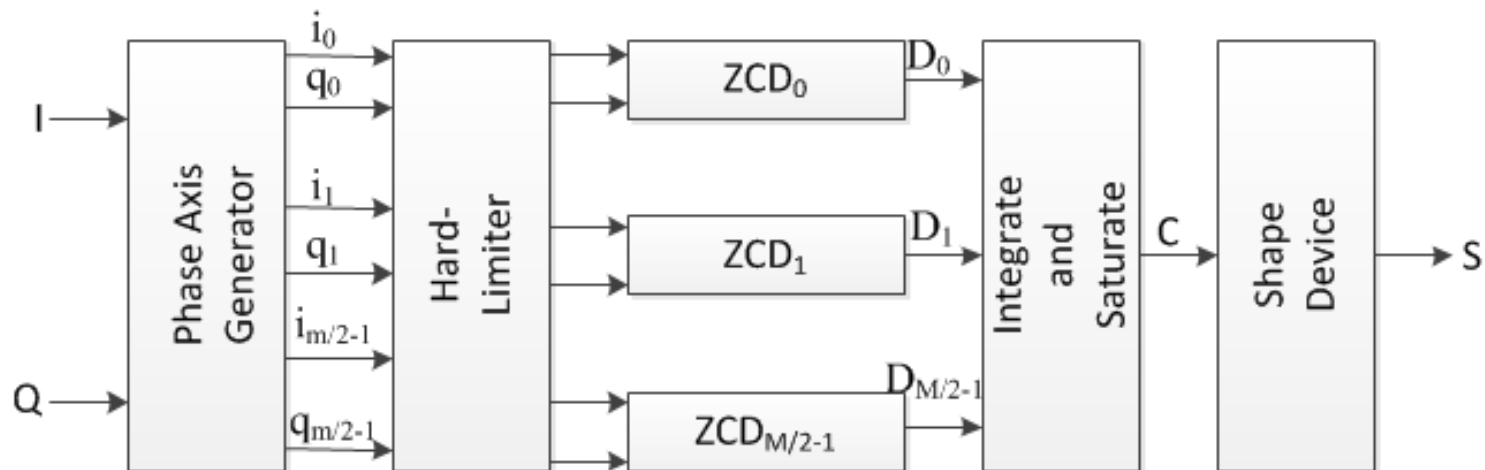 I
Q
Phase Axis
Generator
i0
q0
i1
q1
im/2-1
qm/2-1
Hard-
Limiter
ZCD0
ZCD1
ZCDM/2-1
D0
D1
DM/2-1
Integrate
and
Saturate
C
Shape
Device
S